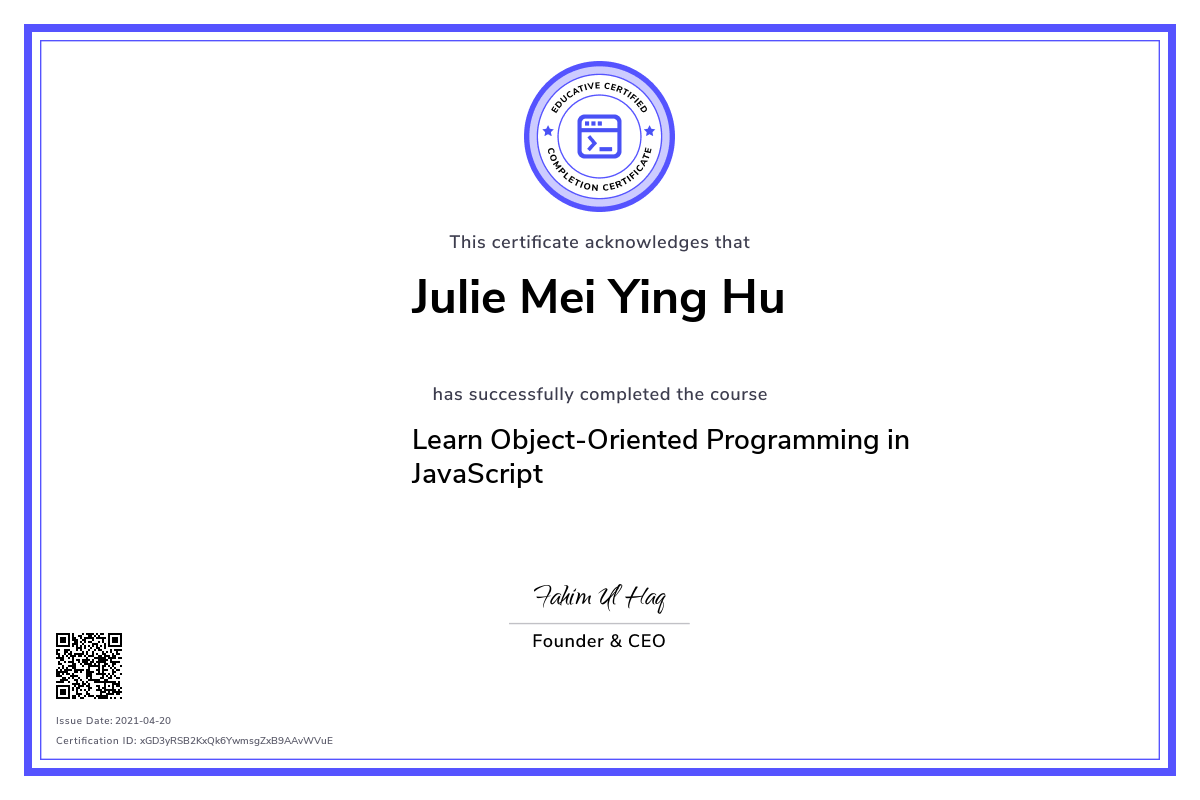 EDUCATIVE CERTIFIED
COMPLETION CERTIFICATE
This certificate acknowledges that
Julie Mei Ying Hu
has successfully completed the course
Learn Object-Oriented Programming in
JavaScript
Fahim Ul Haq
Founder & CEO
Issue Date: 2021-04-20
Certification ID: xGD3yRSB2KxQk6YwmsgZxB9AAvWVuE